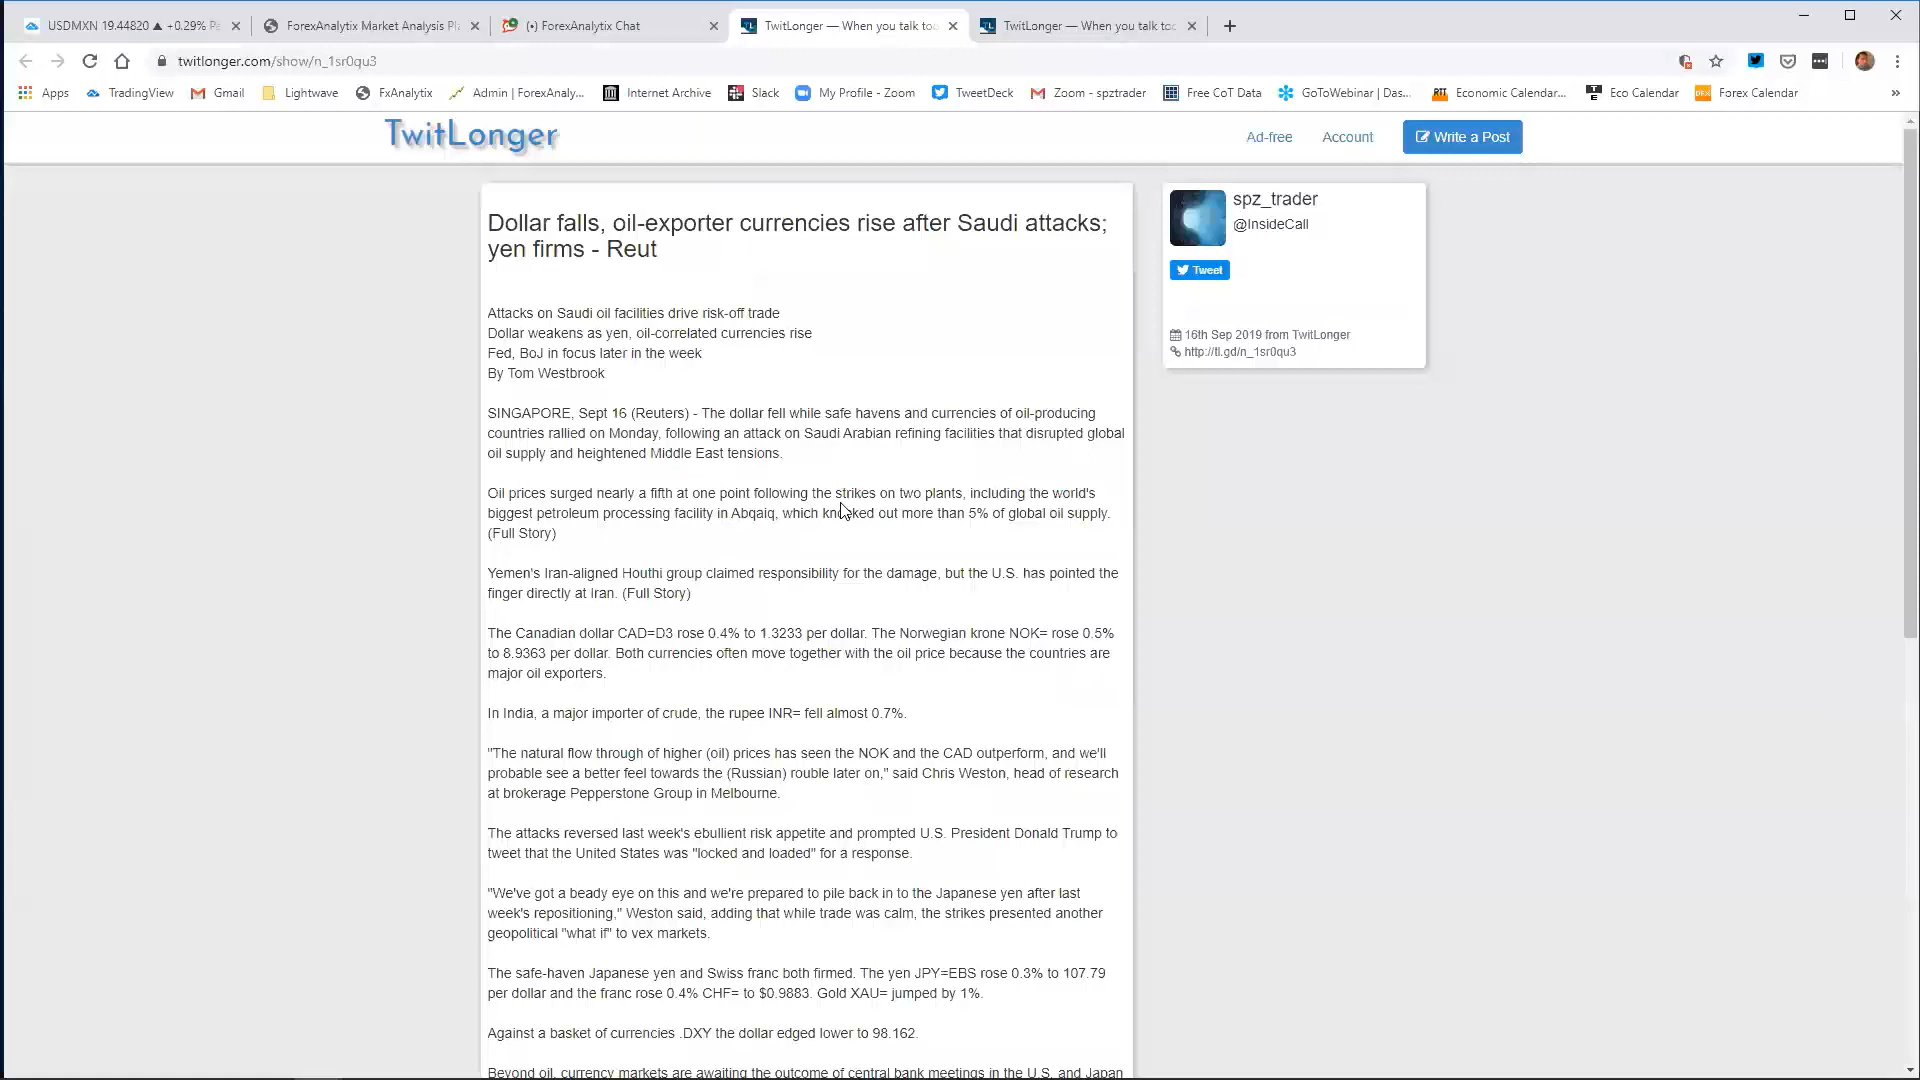 USDMXN 19.44820 ▲ +0.29%
ForexAnalytix Market Analysis Pl
(•) ForexAnalytix Chat
TwitLonger — When you talk too
TwitLonger — When you talk too
twitlonger.com/show/n_1sr0qu3
Apps
TradingView
Gmail
Lightwave
FxAnalytix
Admin | ForexAnaly...
Internet Archive
Slack
My Profile - Zoom
TweetDeck
Zoom - spztrader
Free CoT Data
GoToWebinar | Das...
Economic Calendar...
Eco Calendar
Forex Calendar
»
TwitLonger
Ad-free
Account
Write a Post
Dollar falls, oil-exporter currencies rise after Saudi attacks;
yen firms - Reut
Attacks on Saudi oil facilities drive risk-off trade
Dollar weakens as yen, oil-correlated currencies rise
Fed, BoJ in focus later in the week
By Tom Westbrook
SINGAPORE, Sept 16 (Reuters) - The dollar fell while safe havens and currencies of oil-producing
countries rallied on Monday, following an attack on Saudi Arabian refining facilities that disrupted global
oil supply and heightened Middle East tensions.
Oil prices surged nearly a fifth at one point following the strikes on two plants, including the world's
biggest petroleum processing facility in Abqaiq, which knocked out more than 5% of global oil supply.
(Full Story)
Yemen's Iran-aligned Houthi group claimed responsibility for the damage, but the U.S. has pointed the
finger directly at Iran. (Full Story)
The Canadian dollar CAD=D3 rose 0.4% to 1.3233 per dollar. The Norwegian krone NOK= rose 0.5%
to 8.9363 per dollar. Both currencies often move together with the oil price because the countries are
major oil exporters.
In India, a major importer of crude, the rupee INR= fell almost 0.7%.
"The natural flow through of higher (oil) prices has seen the NOK and the CAD outperform, and we'll
probable see a better feel towards the (Russian) rouble later on," said Chris Weston, head of research
at brokerage Pepperstone Group in Melbourne.
The attacks reversed last week's ebullient risk appetite and prompted U.S. President Donald Trump to
tweet that the United States was "locked and loaded" for a response.
"We've got a beady eye on this and we're prepared to pile back in to the Japanese yen after last
week's repositioning," Weston said, adding that while trade was calm, the strikes presented another
geopolitical "what if" to vex markets.
The safe-haven Japanese yen and Swiss franc both firmed. The yen JPY=EBS rose 0.3% to 107.79
per dollar and the franc rose 0.4% CHF= to $0.9883. Gold XAU= jumped by 1%.
Against a basket of currencies .DXY the dollar edged lower to 98.162.
Beyond oil, currency markets are awaiting the outcome of central bank meetings in the U.S. and Japan
spz_trader
@InsideCall
Tweet
16th Sep 2019 from TwitLonger
http://tl.gd/n_1sr0qu3